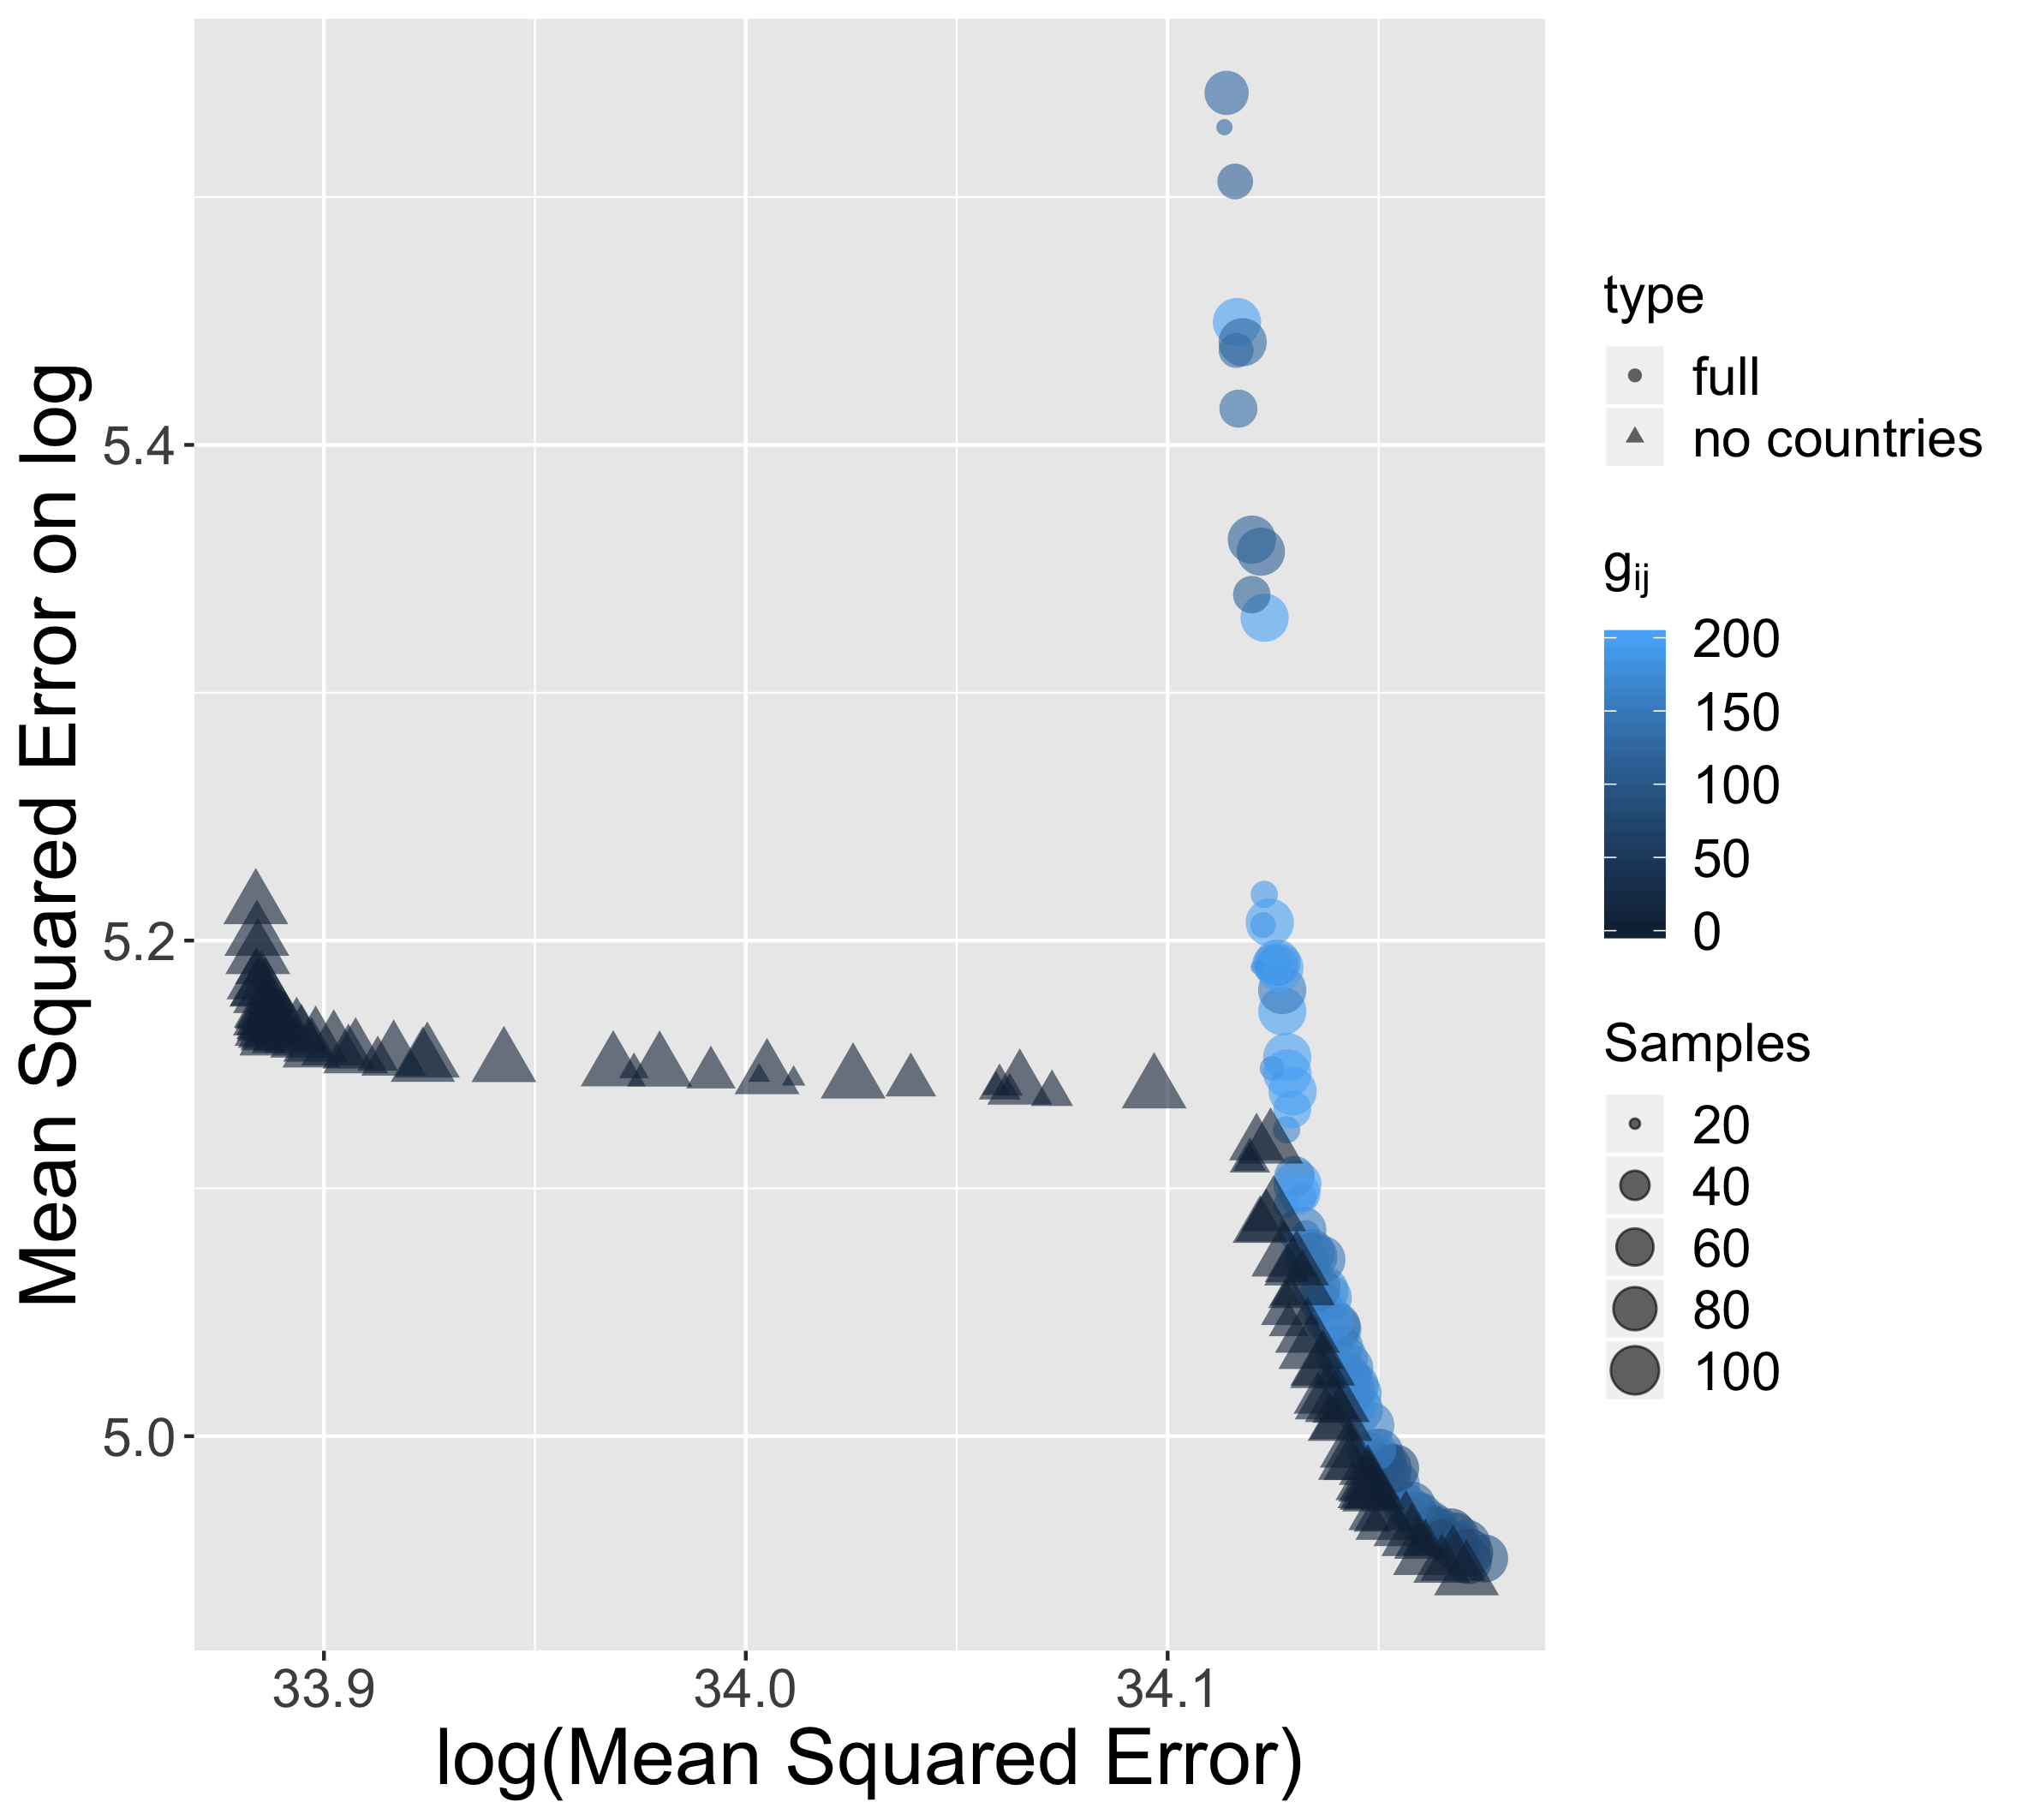 Mean Squared Error on log
5.4
5.2
5.0
33.9
34.0
34.1
log(Mean Squared Error)
type
full
no countries
gij
200
150
100
50
0
Samples
20
40
60
80
100